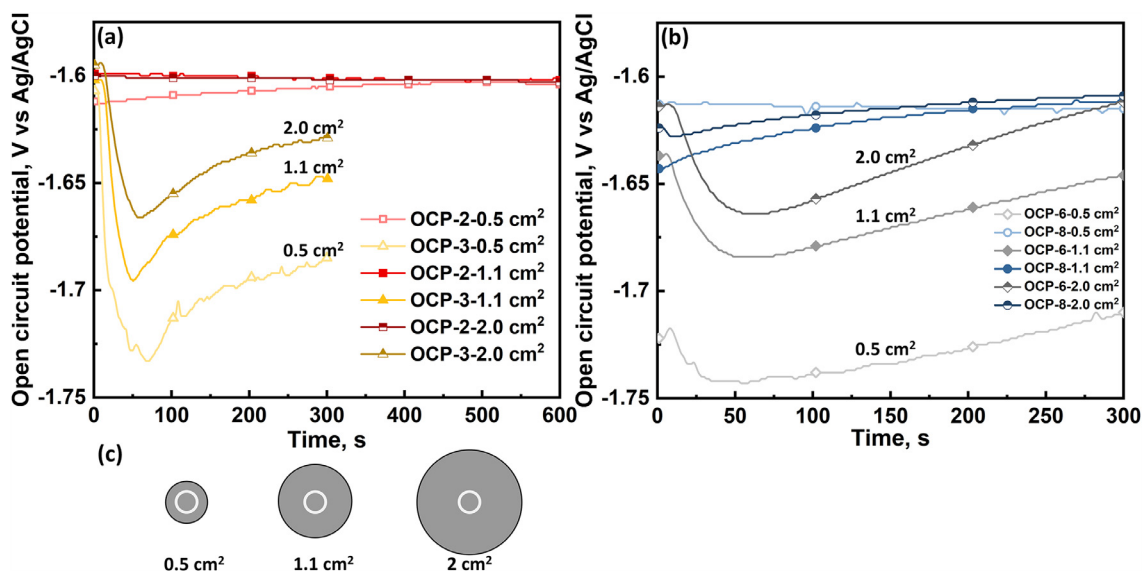 (a)
Open circuit potential, V vs Ag/AgCl
-1.6
-1.65
-1.7
-1.75
2.0 cm²
1.1 cm²
0.5 cm²
OCP-2-0.5 cm²
OCP-3-0.5 cm²
OCP-2-1.1 cm²
OCP-3-1.1 cm²
OCP-2-2.0 cm²
OCP-3-2.0 cm²
0 100 200 300 400 500 600
Time, s
(b)
Open circuit potential, V vs Ag/AgCl
-1.6
-1.65
-1.7
-1.75
2.0 cm²
1.1 cm²
0.5 cm²
OCP-6-0.5 cm²
OCP-8-0.5 cm²
OCP-6-1.1 cm²
OCP-8-1.1 cm²
OCP-6-2.0 cm²
OCP-8-2.0 cm²
0 50 100 150 200 250 300
Time, s
(c)
0.5 cm² 1.1 cm² 2 cm²